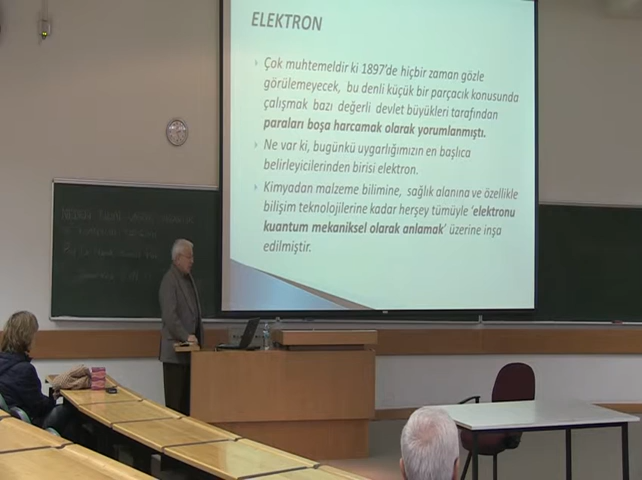 ELEKTRON
Çok muhtemeldir ki 1897'de hiçbir zaman gözle
görülemeyecek, bu denli küçük bir parçacık konusunda
çalışmak bazı değerli devlet büyükleri tarafından
paraları boşa harcamak olarak yorumlanmıştı.
Ne var ki, bugünkü uygarlığımızın en başlıca
belirleyicilerinden birisi elektron.
Kimyadan malzeme bilimine, sağlık alanına ve özellikle
bilişim teknolojilerine kadar herşey tümüyle 'elektronu
kuantum mekaniksel olarak anlamak' üzerine inşa
edilmiştir.